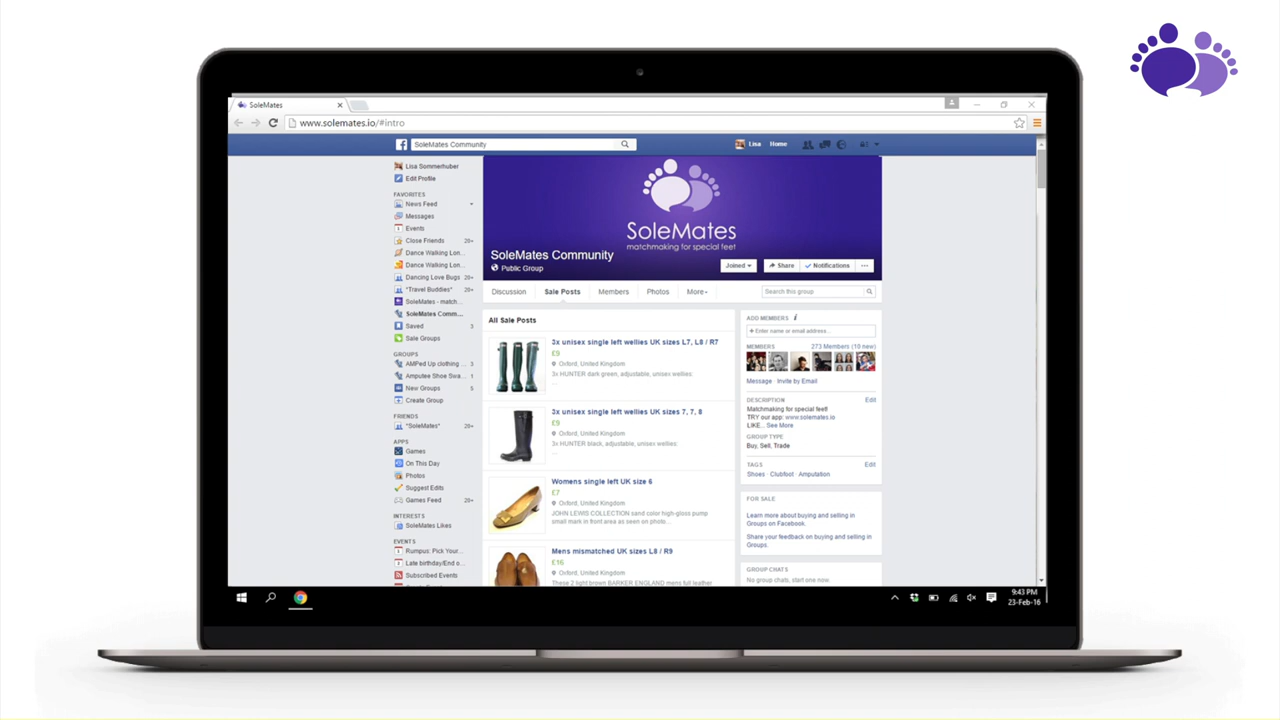 SoleMates
www.solemates.io/#intro
SoleMates Community
Lisa Home
Lisa Sommerhuber
Edit Profile
FAVORITES
News Feed
Messages
Events
Close Friends 20+
Dance Walking Lon...
Dance Walking Lon...
Dancing Love Bugs 20+
"Travel Buddies" 20+
SoleMates - match...
SoleMates Comm...
Saved 3
Sale Groups
GROUPS
AMPed Up clothing ... 3
Amputee Shoe Swa... 1
New Groups 5
Create Group
FRIENDS
"SoleMates" 20+
APPS
Games
On This Day
Photos
Suggest Edits
Games Feed 20+
INTERESTS
SoleMates Likes
EVENTS
Rumpus: Pick Your...
Late birthday/End o...
Subscribed Events
SoleMates
matchmaking for special feet
SoleMates Community
Public Group
Joined Share Notifications ...
Discussion Sale Posts Members Photos More
Search this group
All Sale Posts
3x unisex single left wellies UK sizes L7, L8 / R7
£9
Oxford, United Kingdom
3x HUNTER dark green, adjustable, unisex wellies:
...
3x unisex single left wellies UK sizes 7, 7, 8
£9
Oxford, United Kingdom
3x HUNTER black, adjustable, unisex wellies:
...
Womens single left UK size 6
£7
Oxford, United Kingdom
JOHN LEWIS COLLECTION sand color high-gloss pump
small mark in front area as seen on photo...
Mens mismatched UK sizes L8 / R9
£16
Oxford, United Kingdom
These 2 light brown BARKER ENGLAND mens full leather
ADD MEMBERS i
+ Enter name or email address...
MEMBERS 273 Members (10 new)
Message · Invite by Email
DESCRIPTION Edit
Matchmaking for special feet!
TRY our app: www.solemates.io
LIKE... See More
GROUP TYPE
Buy, Sell, Trade
TAGS Edit
Shoes · Clubfoot · Amputation
FOR SALE
Learn more about buying and selling in
Groups on Facebook.
Share your feedback on buying and selling in
Groups.
GROUP CHATS
No group chats, start one now.
9:43 PM
23-Feb-16